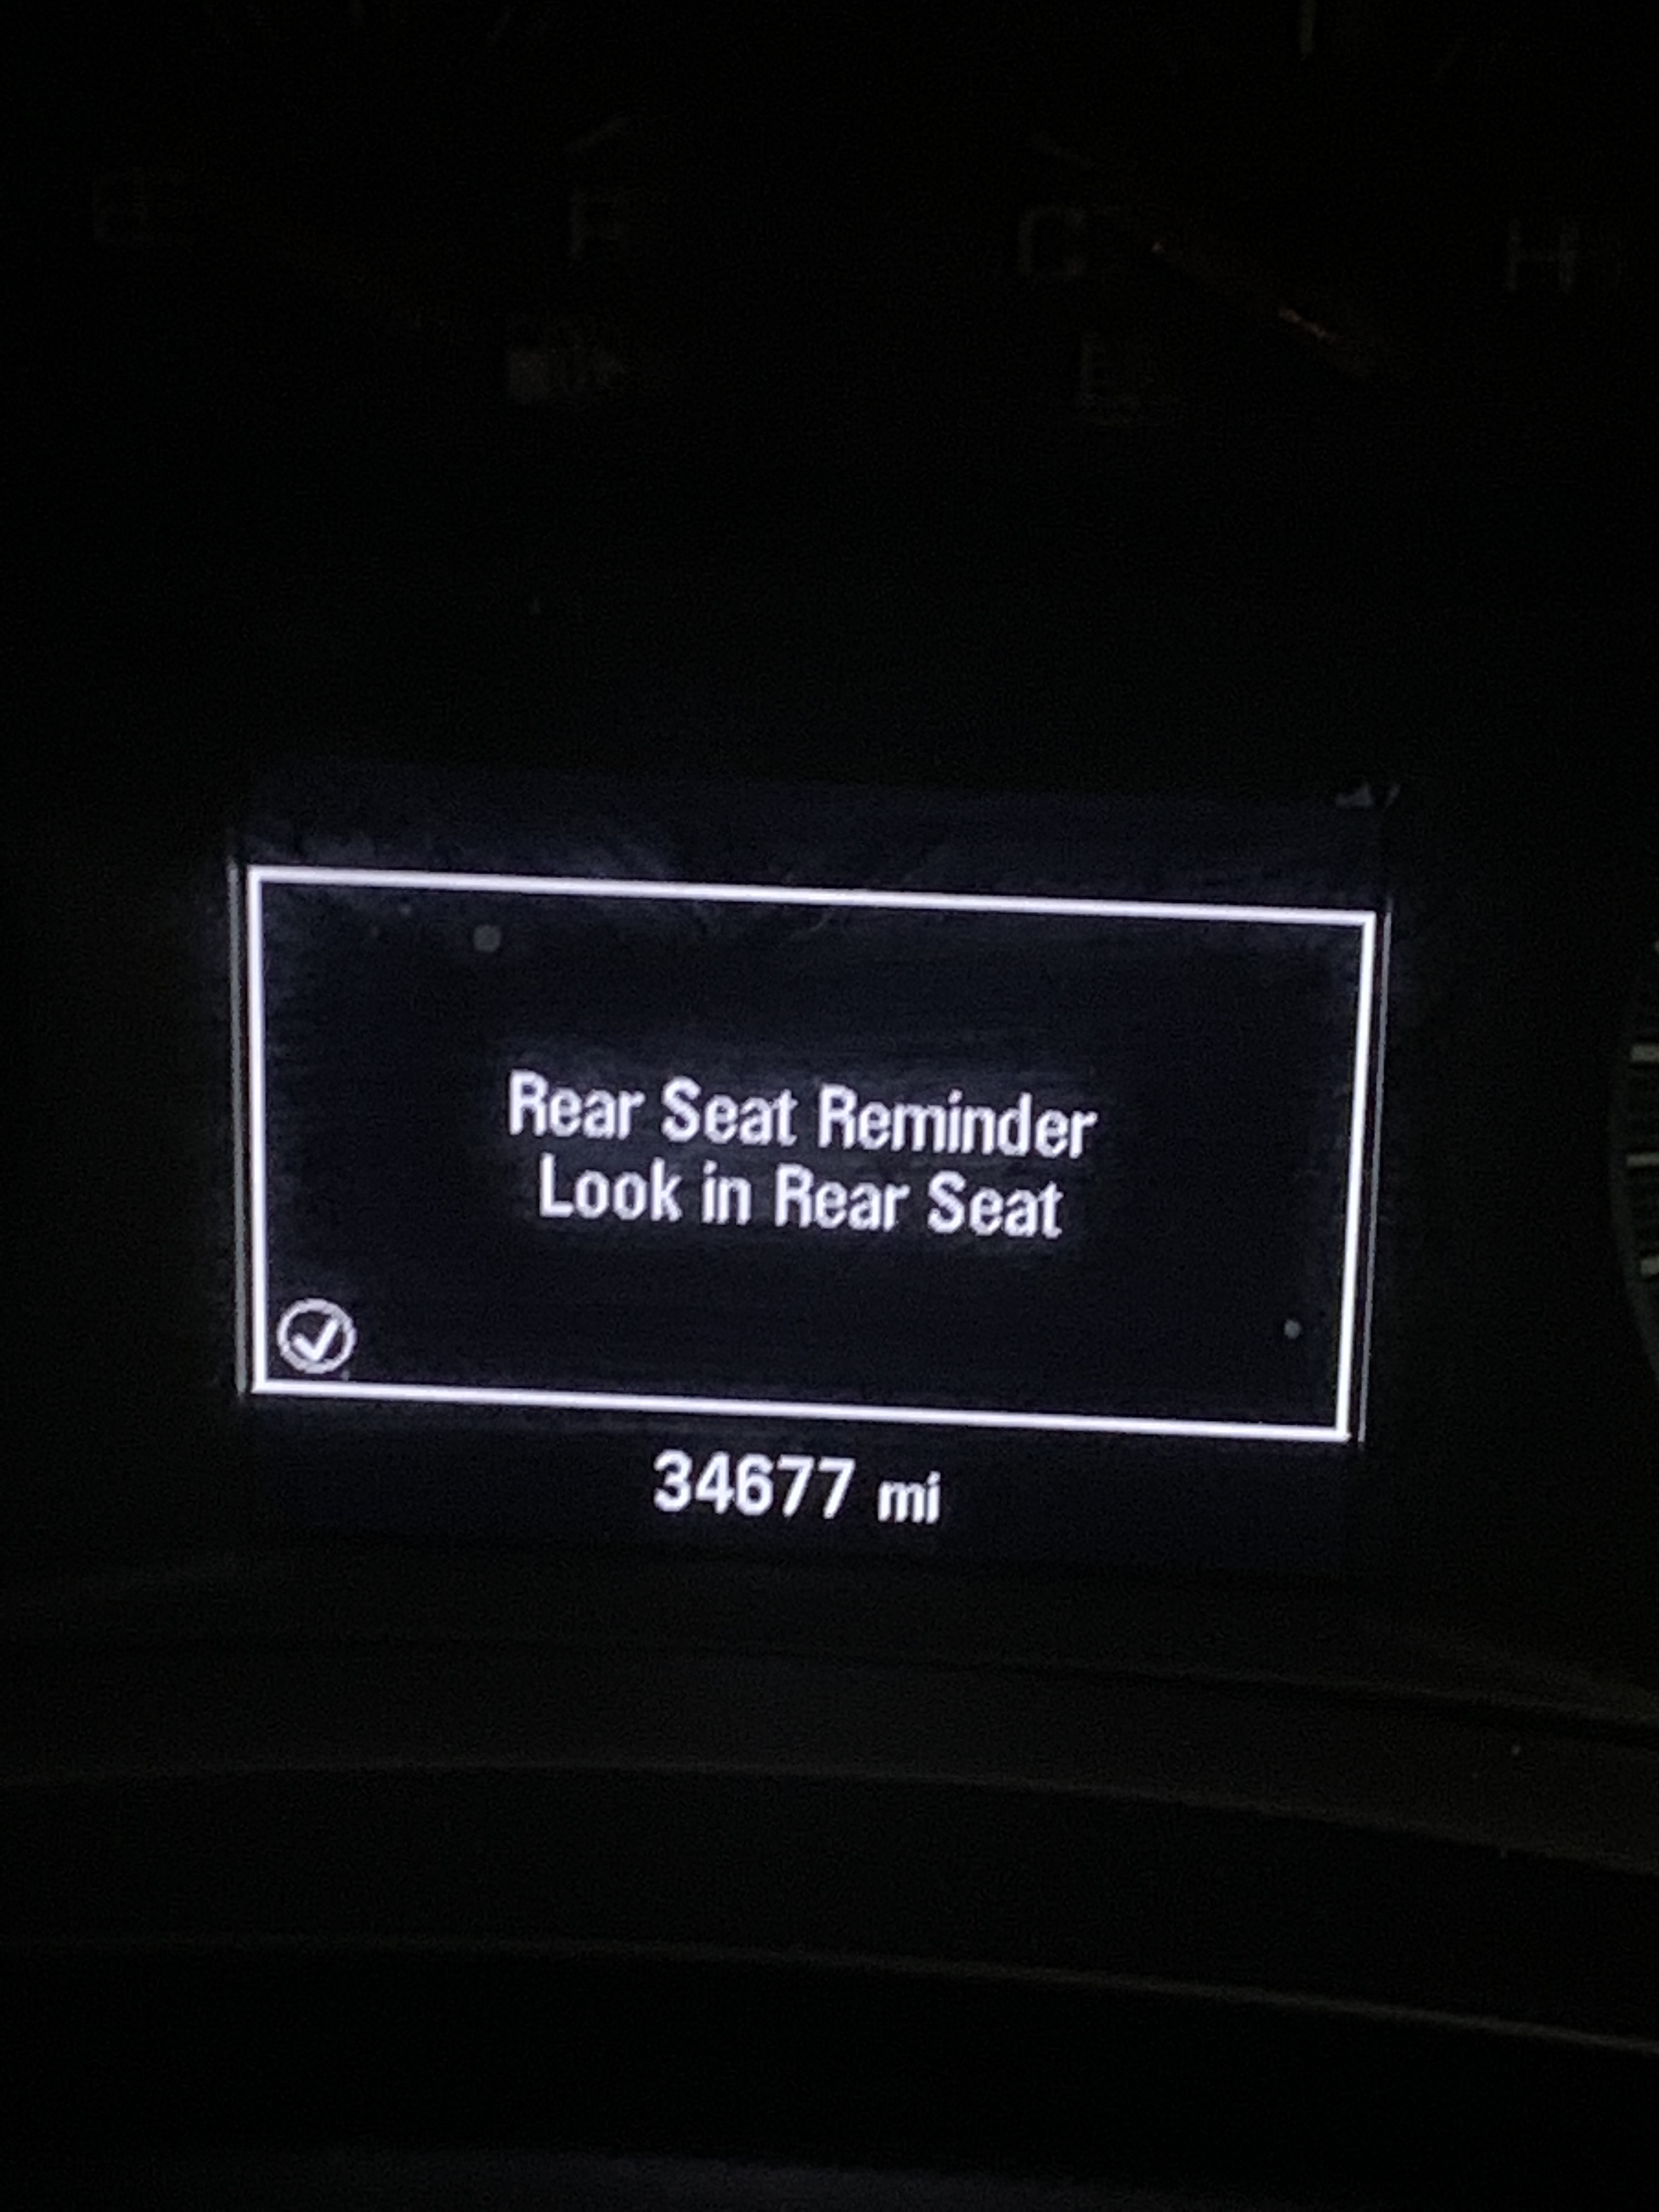 F
C
H
Rear Seat Reminder
Look in Rear Seat
34677 mi